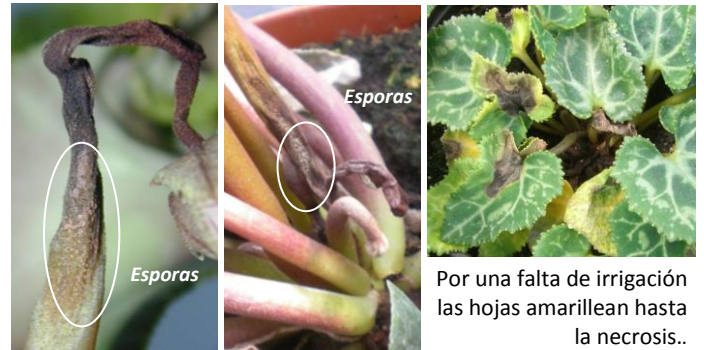 Esporas
Esporas
Por una falta de irrigación
las hojas amarillean hasta
la necrosis..